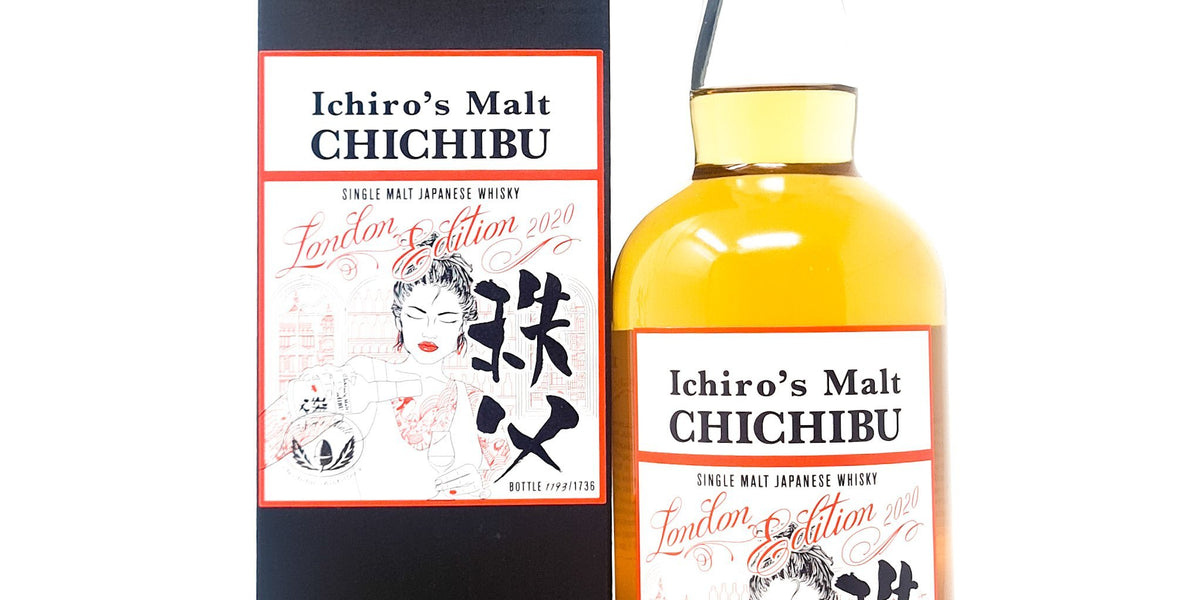 Ichiro's Malt
CHICHIBU
SINGLE MALT JAPANESE WHISKY
London Edition 2020
秩父
BOTTLE 1193/1736
Ichiro's Malt
CHICHIBU
SINGLE MALT JAPANESE WHISKY
London Edition 2020
秩